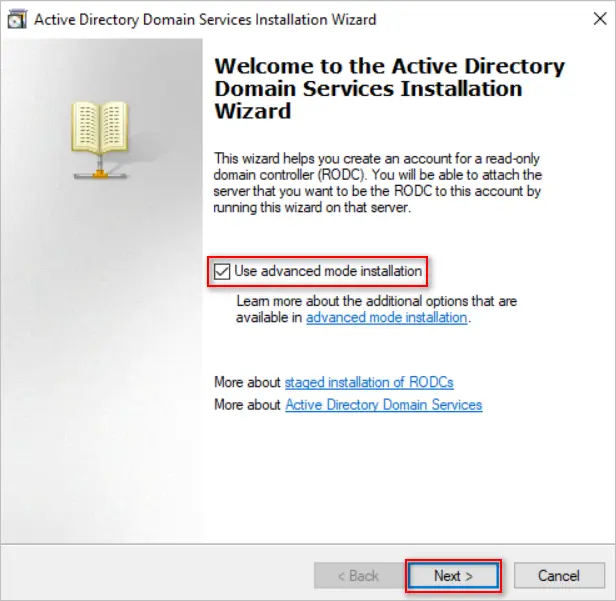 Active Directory Domain Services Installation Wizard
Welcome to the Active Directory
Domain Services Installation
Wizard
This wizard helps you create an account for a read-only
domain controller (RODC). You will be able to attach the
server that you want to be the RODC to this account by
running this wizard on that server.
Use advanced mode installation
Learn more about the additional options that are
available in advanced mode installation.
More about staged installation of RODCs
More about Active Directory Domain Services
< Back Next > Cancel